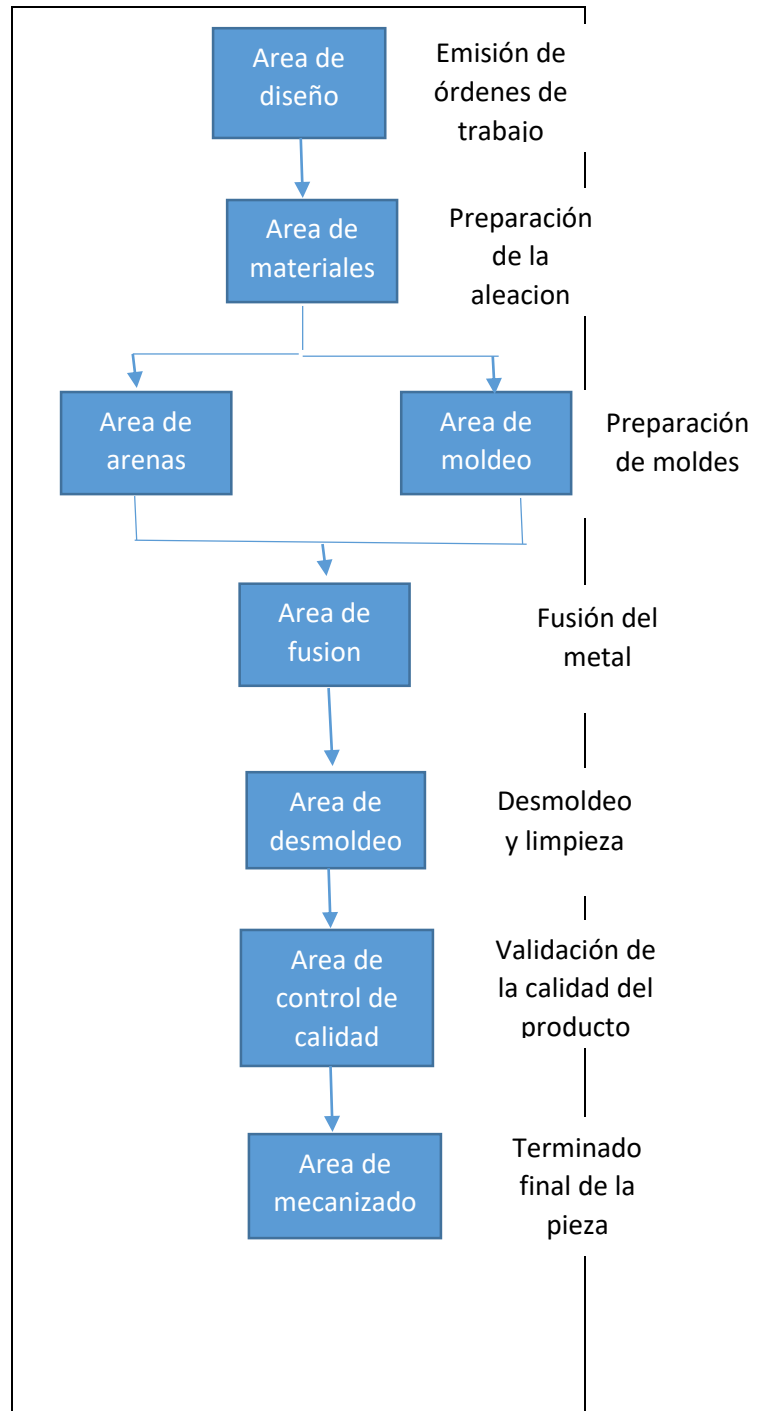 Area de
diseño
Emisión de
órdenes de
trabajo
Area de
materiales
Preparación
de la
aleacion
Area de
arenas
Area de
moldeo
Preparación
de moldes
Area de
fusion
Fusión del
metal
Area de
desmoldeo
Desmoldeo
y limpieza
Area de
control de
calidad
Validación de
la calidad del
producto
Area de
mecanizado
Terminado
final de la
pieza